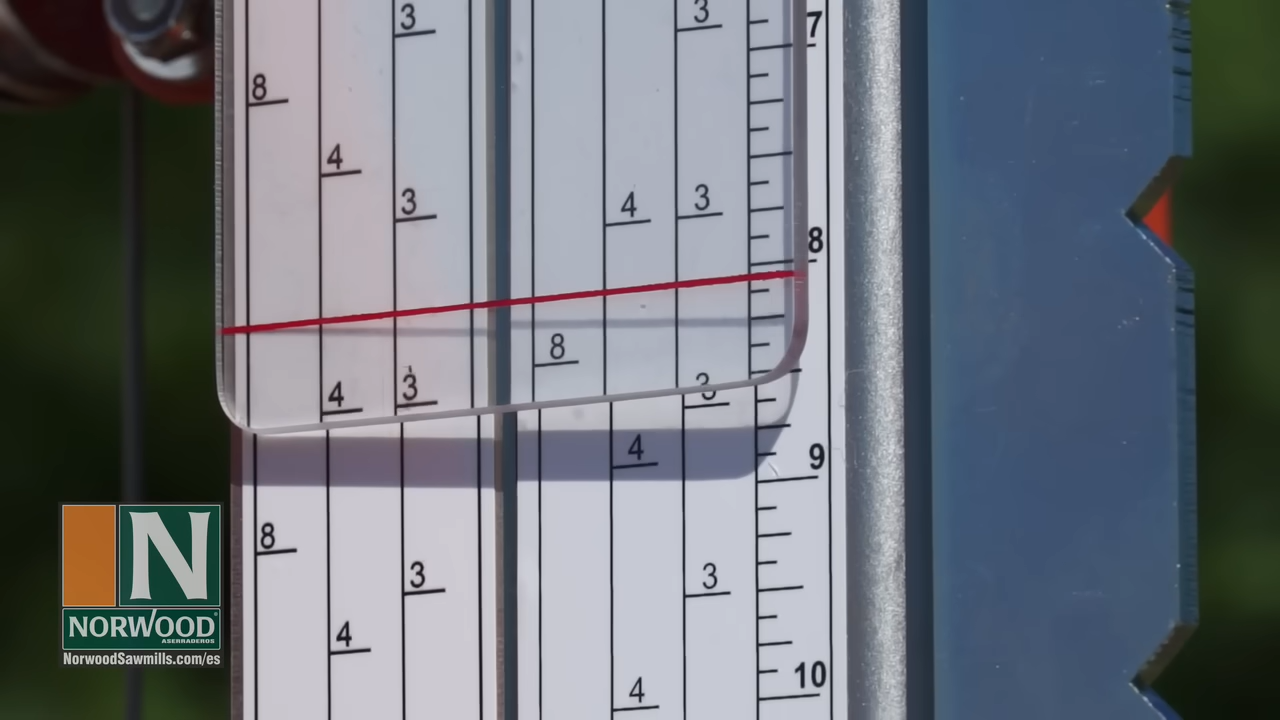 3 3 7
8
4
3 4 3
8
8
4 3 3
4 9
8
3 3
4
4 10
N
NORWOOD®
ASERRADEROS
NorwoodSawmills.com/es